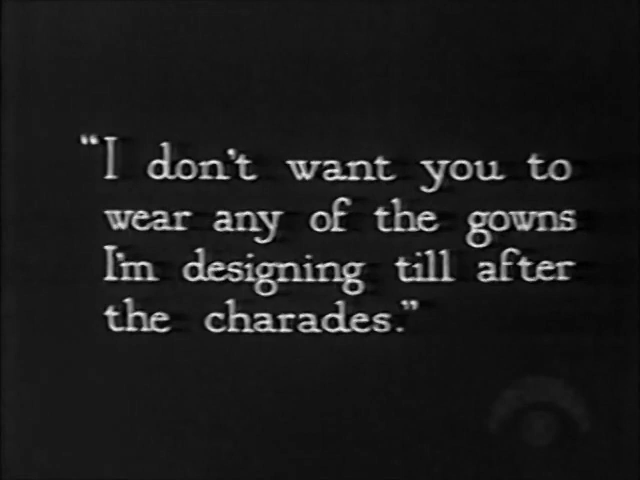 “I don't want you to
wear any of the gowns
I'm designing till after
the charades.”